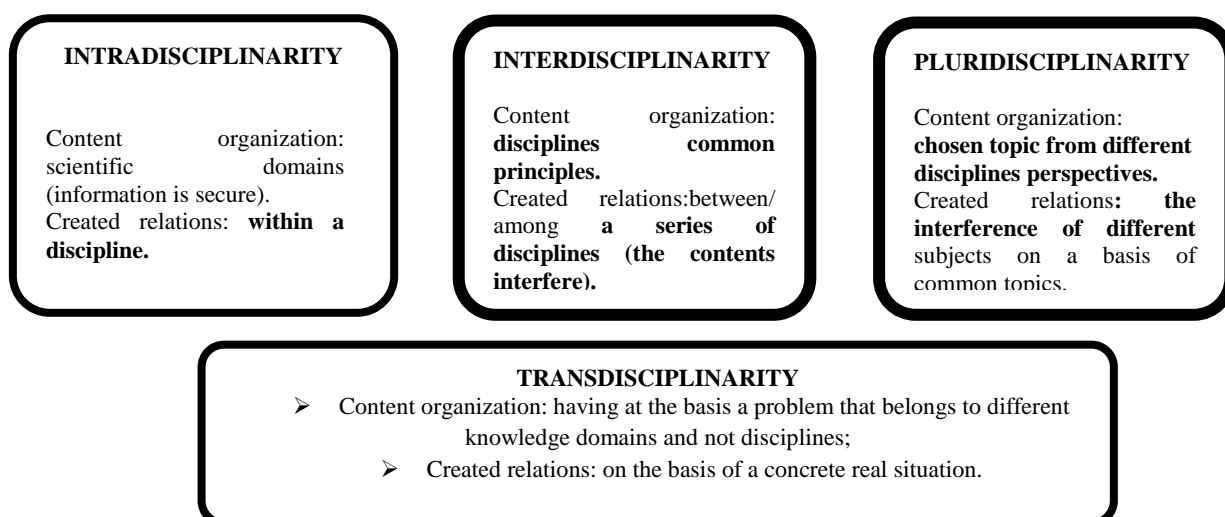 INTRADISCIPLINARITY
Content organization:
scientific domains
(information is secure).
Created relations: within a
discipline.
INTERDISCIPLINARITY
Content organization:
disciplines common
principles.
Created relations:between/
among a series of
disciplines (the contents
interfere).
PLURIDISCIPLINARITY
Content organization:
chosen topic from different
disciplines perspectives.
Created relations: the
interference of different
subjects on a basis of
common topics.
TRANSDISCIPLINARITY
➢ Content organization: having at the basis a problem that belongs to different
knowledge domains and not disciplines;
➢ Created relations: on the basis of a concrete real situation.